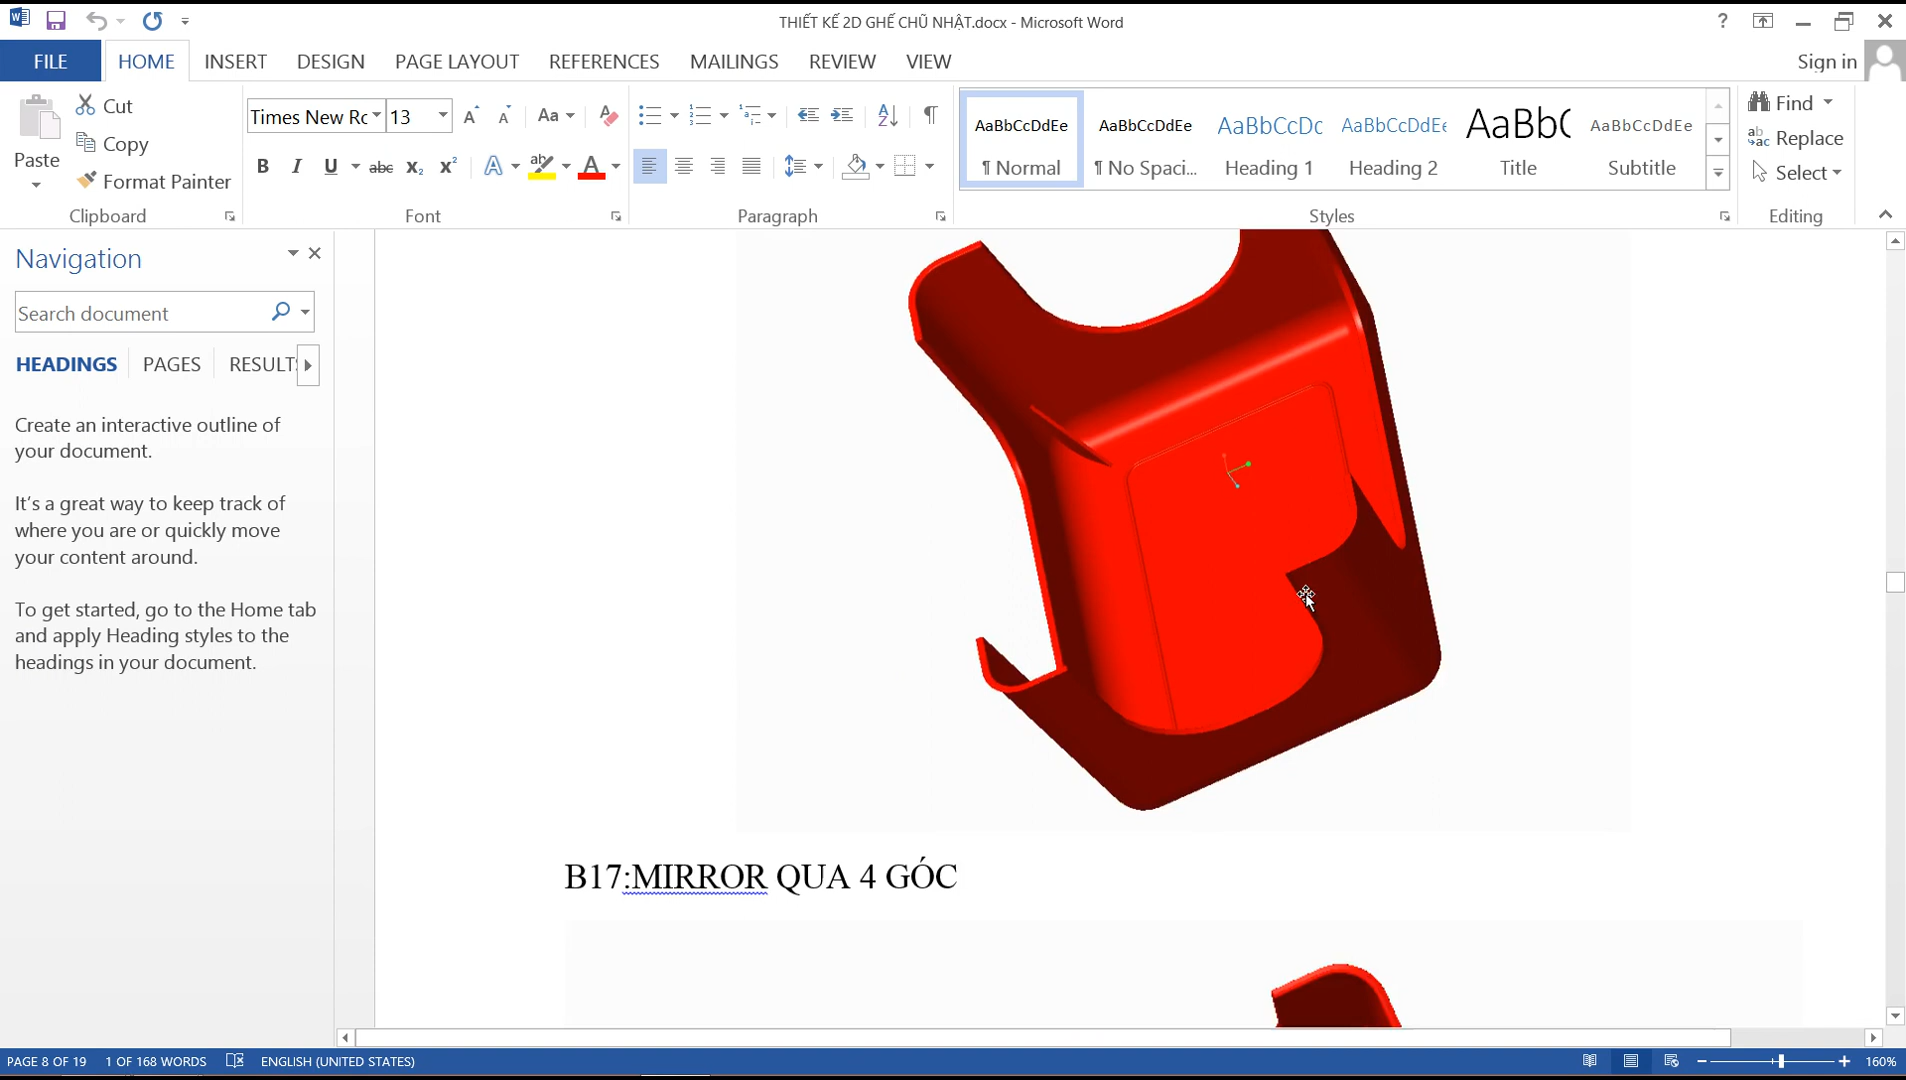 THIẾT KẾ 2D GHẾ CHỮ NHẬT.docx - Microsoft Word
?
FILE HOME INSERT DESIGN PAGE LAYOUT REFERENCES MAILINGS REVIEW VIEW Sign in
Paste Cut Copy Format Painter
Clipboard
Times New Rc 13 Aa
B I U abc X₂ X² A A
Font
A Z ¶
Paragraph
AaBbCcDdEe AaBbCcDdEe AaBbCcDc AaBbCcDdEe AaBbC AaBbCcDdEe
¶ Normal ¶ No Spaci... Heading 1 Heading 2 Title Subtitle
Styles
Find
Replace
Select
Editing
Navigation
Search document
HEADINGS PAGES RESULTS
Create an interactive outline of
your document.
It's a great way to keep track of
where you are or quickly move
your content around.
To get started, go to the Home tab
and apply Heading styles to the
headings in your document.
B17:MIRROR QUA 4 GÓC
PAGE 8 OF 19 1 OF 168 WORDS ENGLISH (UNITED STATES) 160%